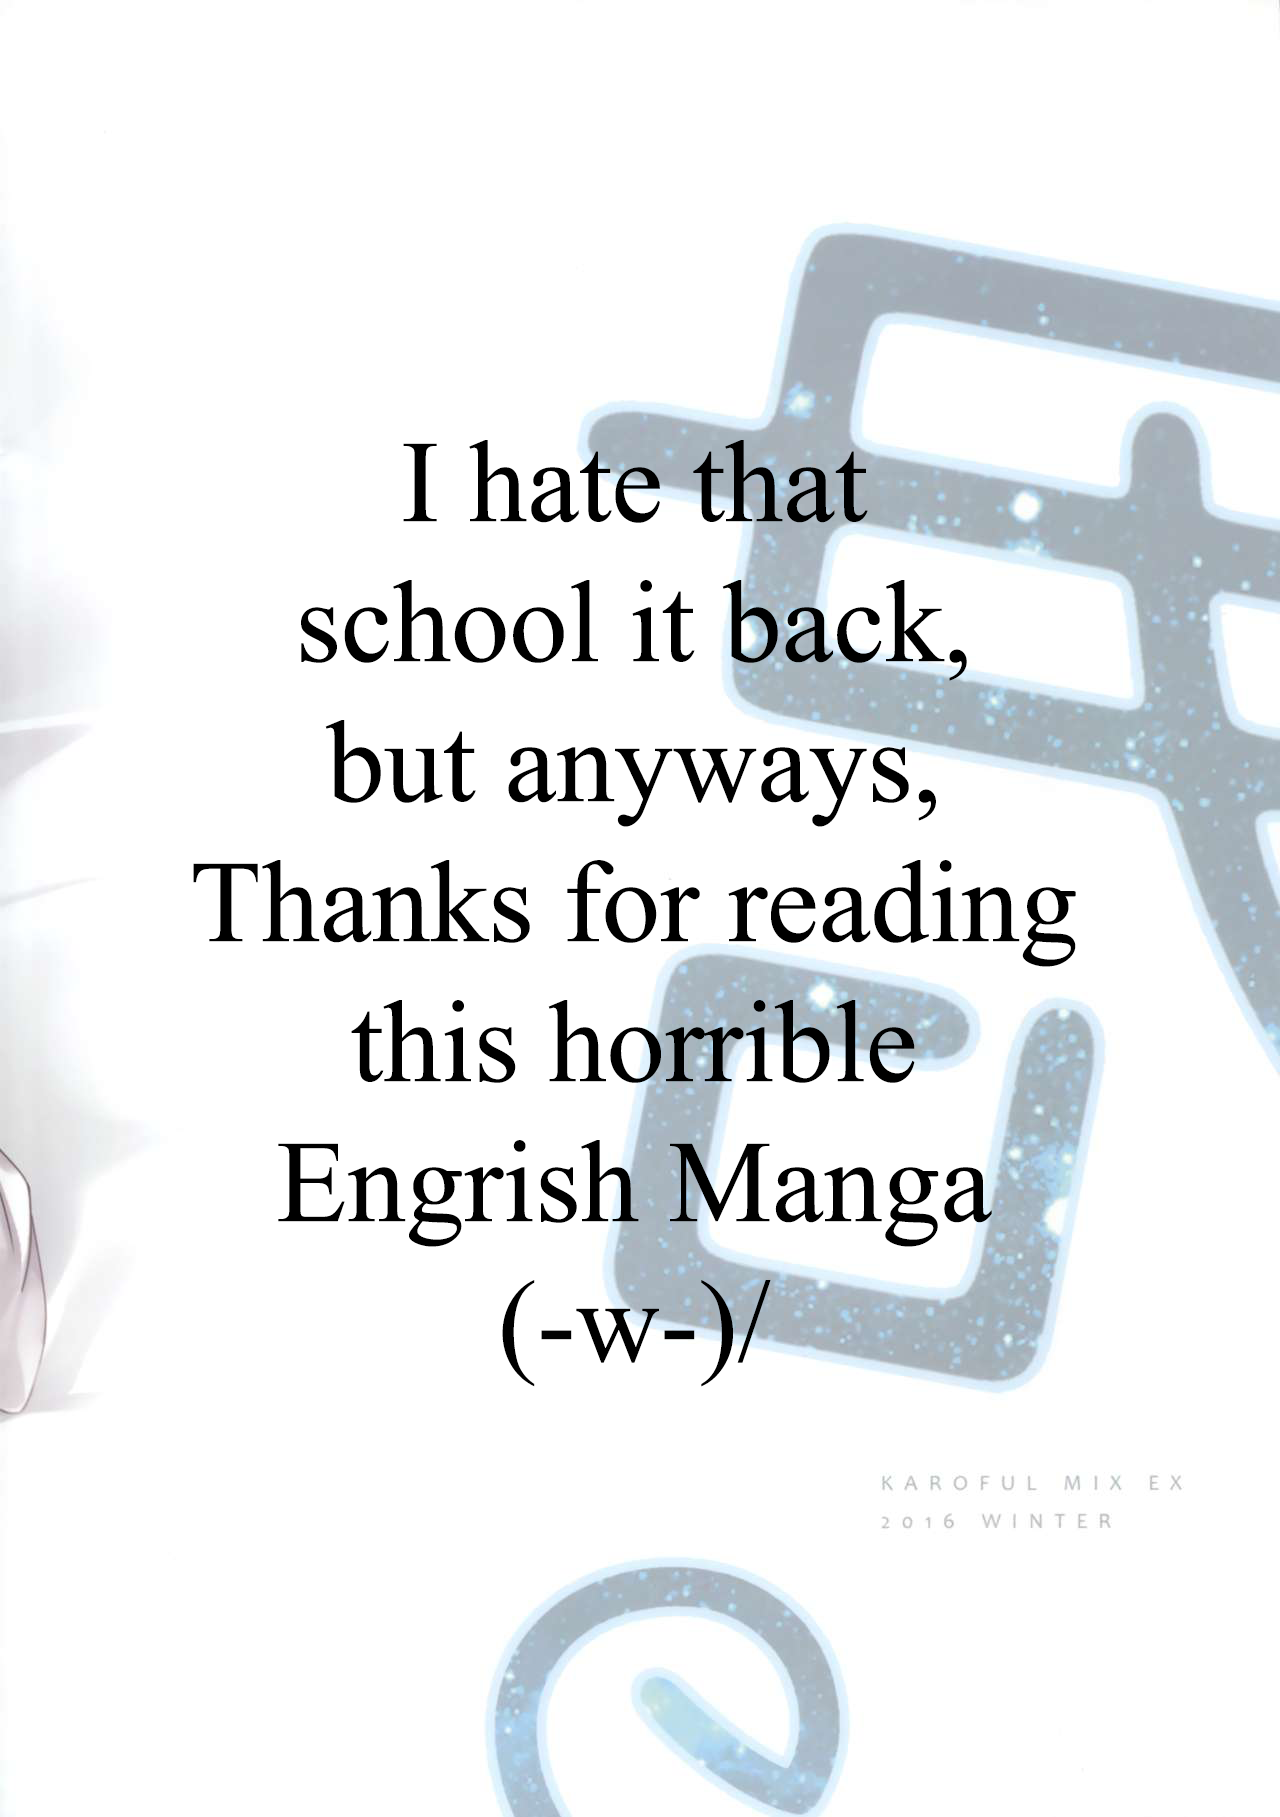 I hate that
school it back,
but anyways,
Thanks for reading
this horrible
Engrish Manga
(-w-)/
KAROFUL MIX EX
2016 WINTER